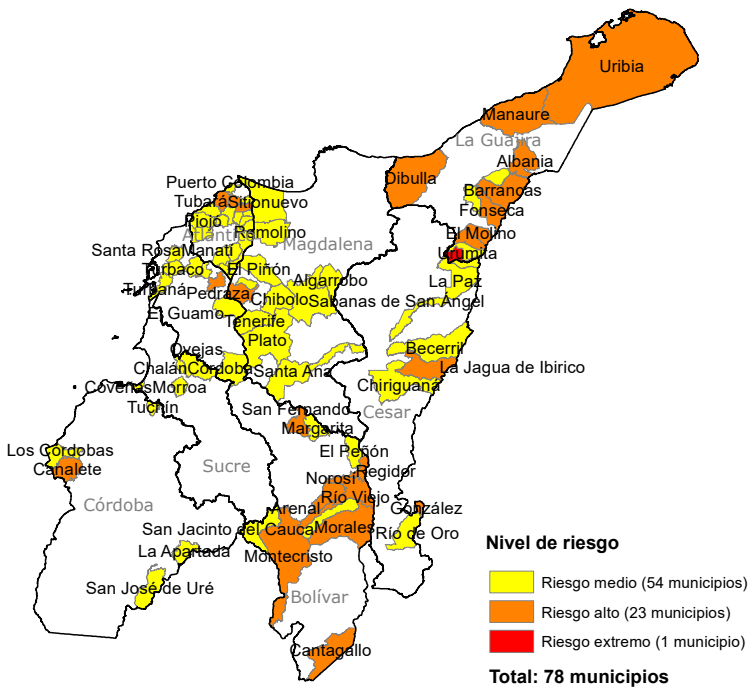 Uribia
Manaure
La Guajira
Albania
Dibulla
Puerto Colombia
Barrancas
Tubará
Sitionuevo
Fonseca
Piojó
Remolino
Atlántico
El Molino
Magdalena
Santa Rosa
Manatí
Urumita
Turbaco
El Piñón
Algarrobo
La Paz
Turbaná
Pedraza
Chibolo
Sabanas de San Ángel
El Guamo
Tenerife
Plato
Ovejas
Becerril
Chalán
Córdoba
Santa Ana
La Jagua de Ibirico
Coveñas
Morroa
Chiriguaná
Tuchín
San Fernando
Cesar
Margarita
Los Córdobas
El Peñón
Canalete
Sucre
Regidor
Norosí
Río Viejo
Córdoba
Arenal
González
San Jacinto del Cauca
Morales
Río de Oro
La Apartada
Montecristo
San José de Uré
Bolívar
Cantagallo
Nivel de riesgo
Riesgo medio (54 municipios)
Riesgo alto (23 municipios)
Riesgo extremo (1 municipio)
Total: 78 municipios